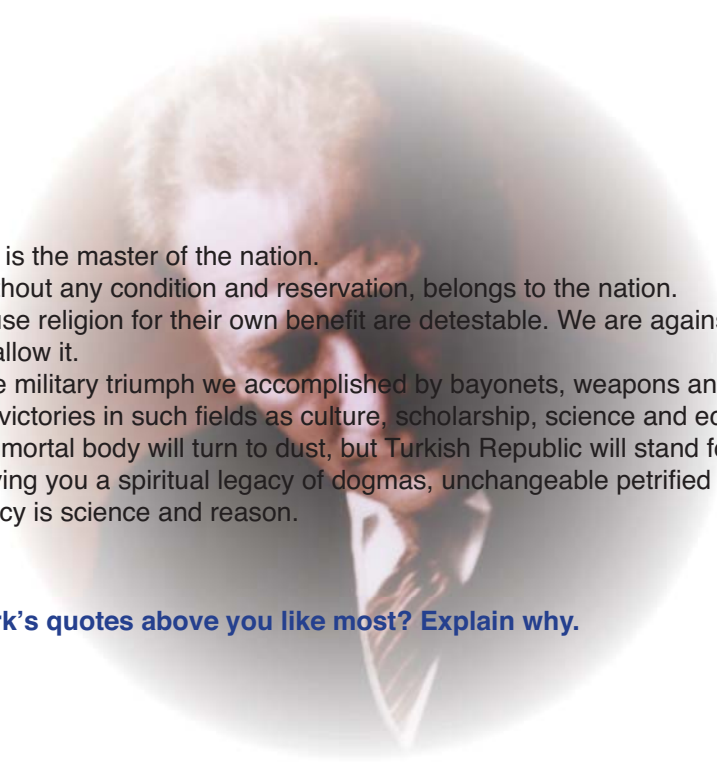 is the master of the nation.
hout any condition and reservation, belongs to the nation.
use religion for their own benefit are detestable. We are agains
allow it.
e military triumph we accomplished by bayonets, weapons an
victories in such fields as culture, scholarship, science and ec
mortal body will turn to dust, but Turkish Republic will stand fo
ving you a spiritual legacy of dogmas, unchangeable petrified
cy is science and reason.
rk's quotes above you like most? Explain why.